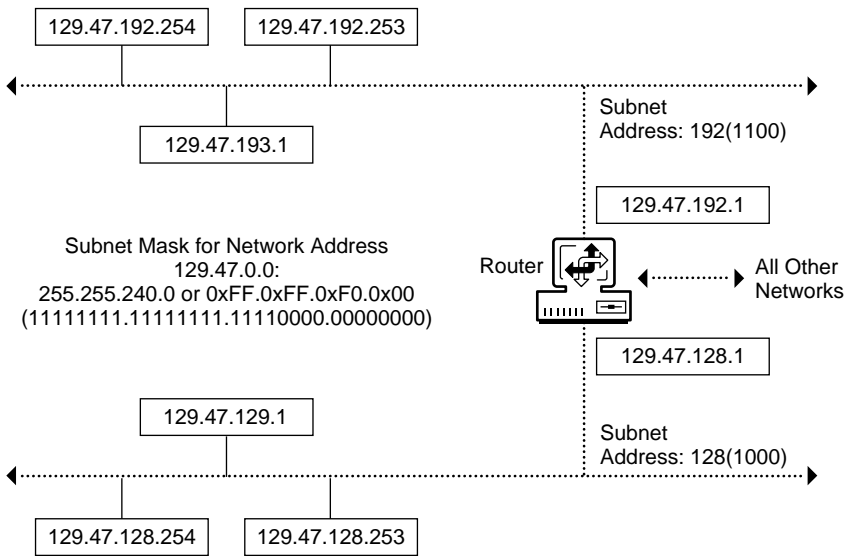 129.47.192.254
129.47.192.253
129.47.193.1
Subnet
Address: 192(1100)
129.47.192.1
Subnet Mask for Network Address
129.47.0.0:
255.255.240.0 or 0xFF.0xFF.0xF0.0x00
(11111111.11111111.11110000.00000000)
Router
All Other
Networks
129.47.128.1
129.47.129.1
Subnet
Address: 128(1000)
129.47.128.254
129.47.128.253